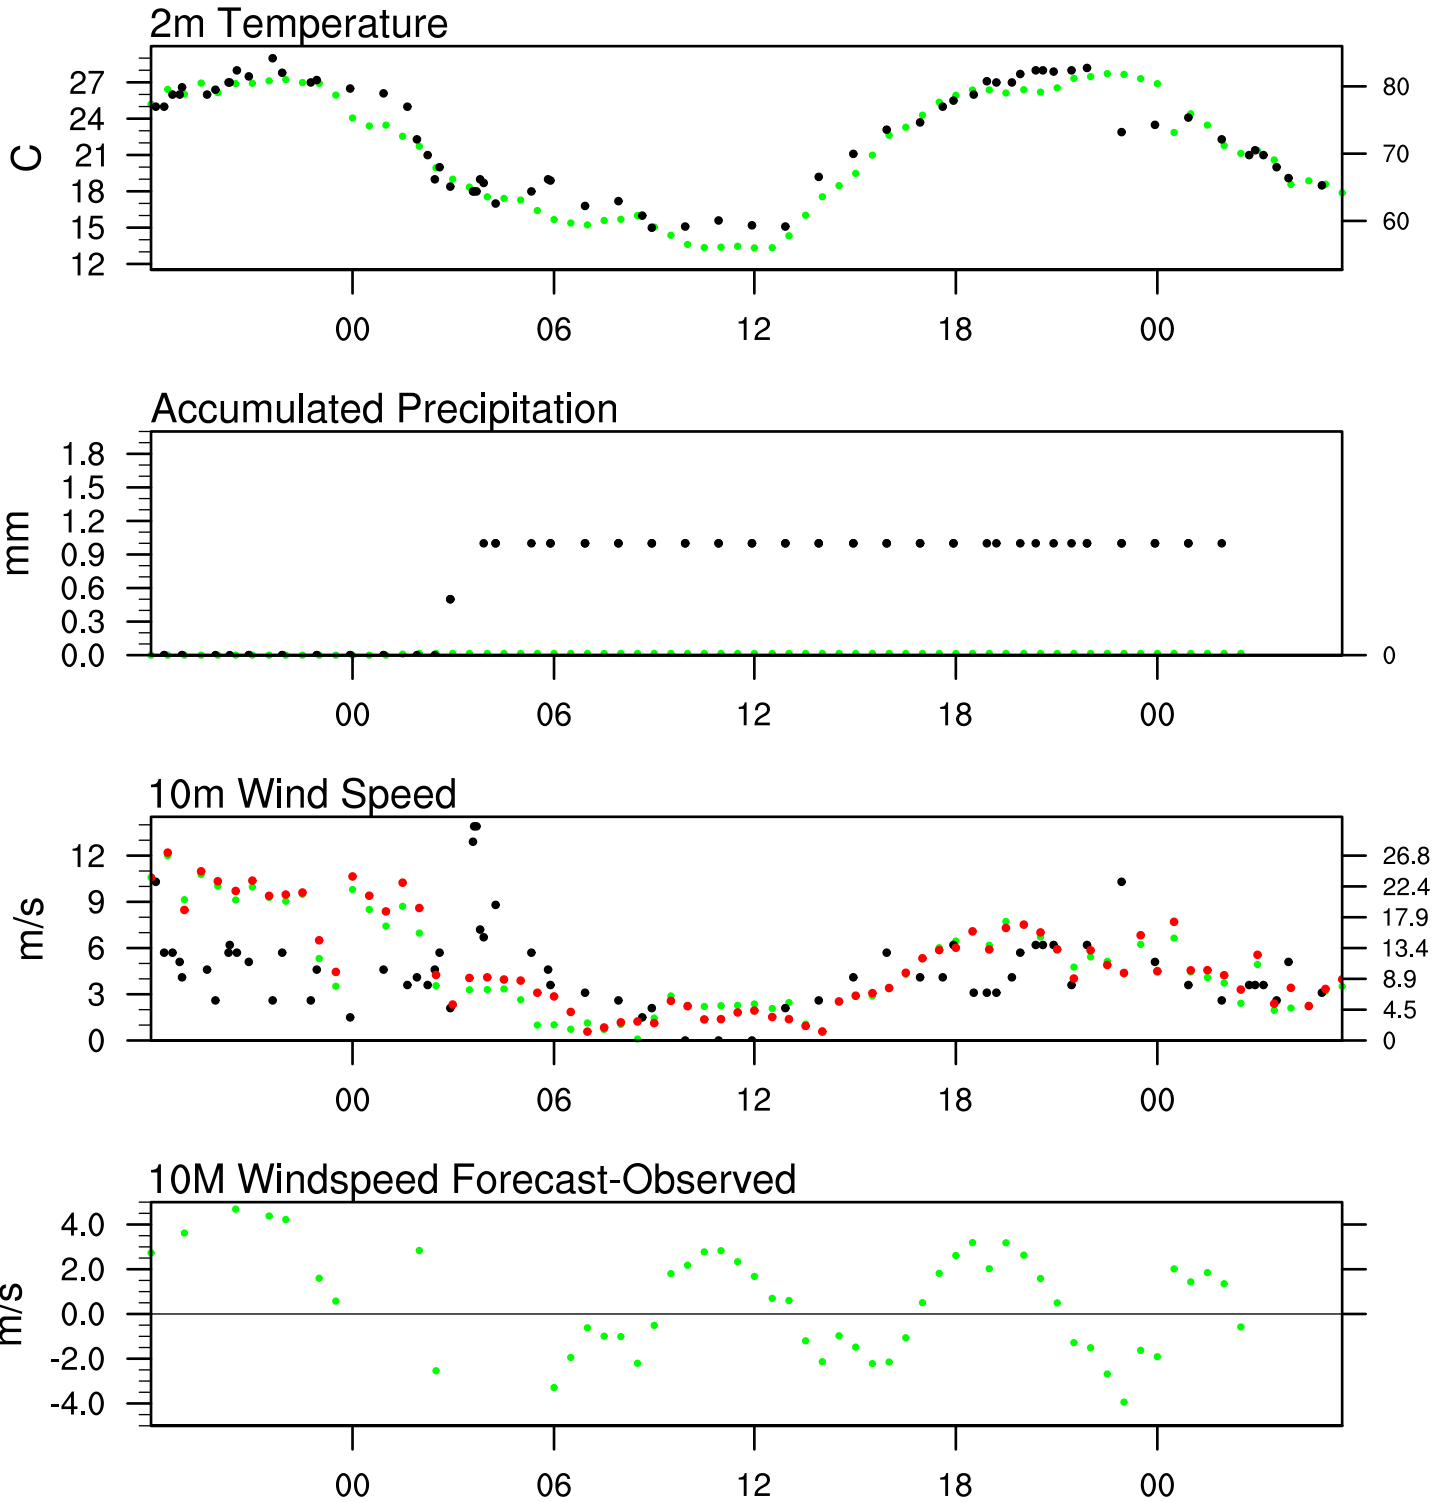 2m Temperature
27
24
21
18
15
12
C
80
70
60
00 06 12 18 00
Accumulated Precipitation
1.8
1.5
1.2
0.9
0.6
0.3
0.0
mm
0
00 06 12 18 00
10m Wind Speed
12
9
6
3
0
m/s
26.8
22.4
17.9
13.4
8.9
4.5
0
00 06 12 18 00
10M Windspeed Forecast-Observed
4.0
2.0
0.0
-2.0
-4.0
m/s
00 06 12 18 00